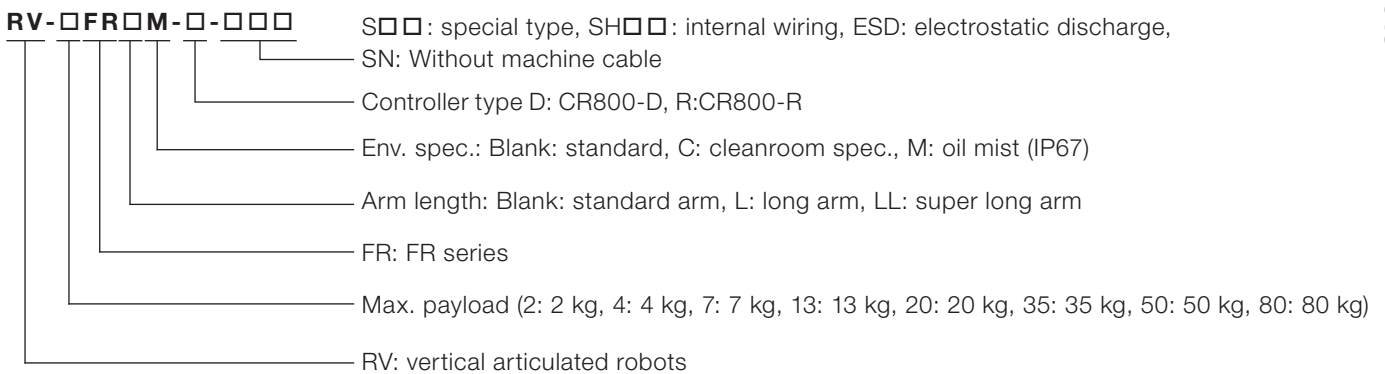 RV-□FR□M-□-□□□ S□□: special type, SH□□: internal wiring, ESD: electrostatic discharge,
SN: Without machine cable
Controller type D: CR800-D, R:CR800-R
Env. spec.: Blank: standard, C: cleanroom spec., M: oil mist (IP67)
Arm length: Blank: standard arm, L: long arm, LL: super long arm
FR: FR series
Max. payload (2: 2 kg, 4: 4 kg, 7: 7 kg, 13: 13 kg, 20: 20 kg, 35: 35 kg, 50: 50 kg, 80: 80 kg)
RV: vertical articulated robots